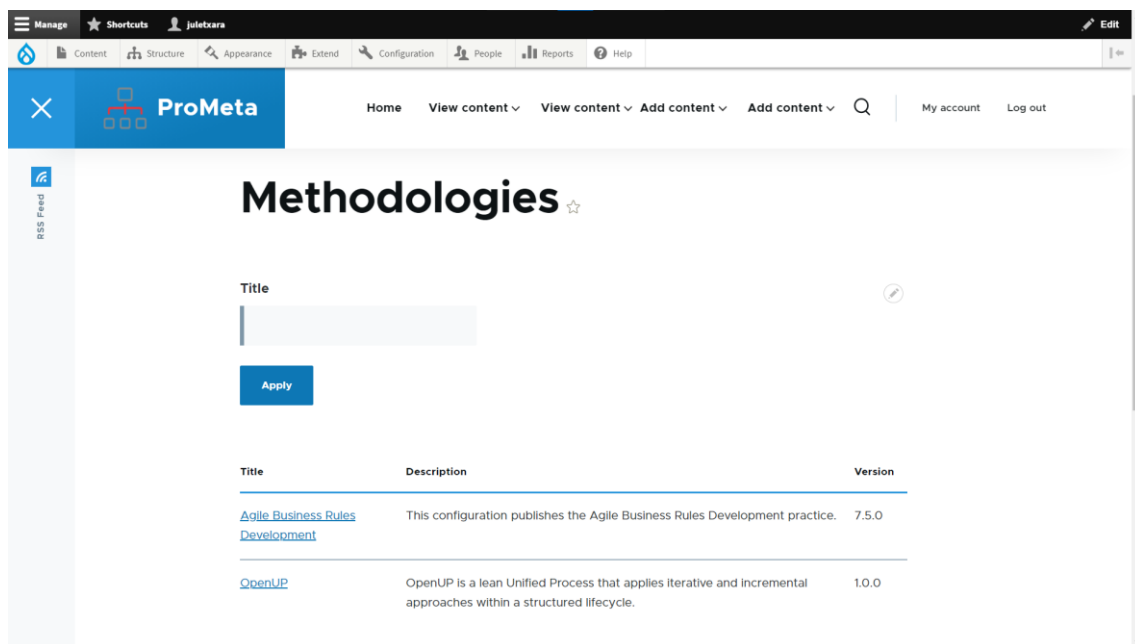 Manage Shortcuts juletxara Edit
Content Structure Appearance Extend Configuration People Reports Help
ProMeta Home View content View content Add content Add content My account Log out
RSS Feed
Methodologies
Title
Apply
Title Description Version
Agile Business Rules This configuration publishes the Agile Business Rules Development practice. 7.5.0
Development
OpenUP OpenUP is a lean Unified Process that applies iterative and incremental 1.0.0
approaches within a structured lifecycle.